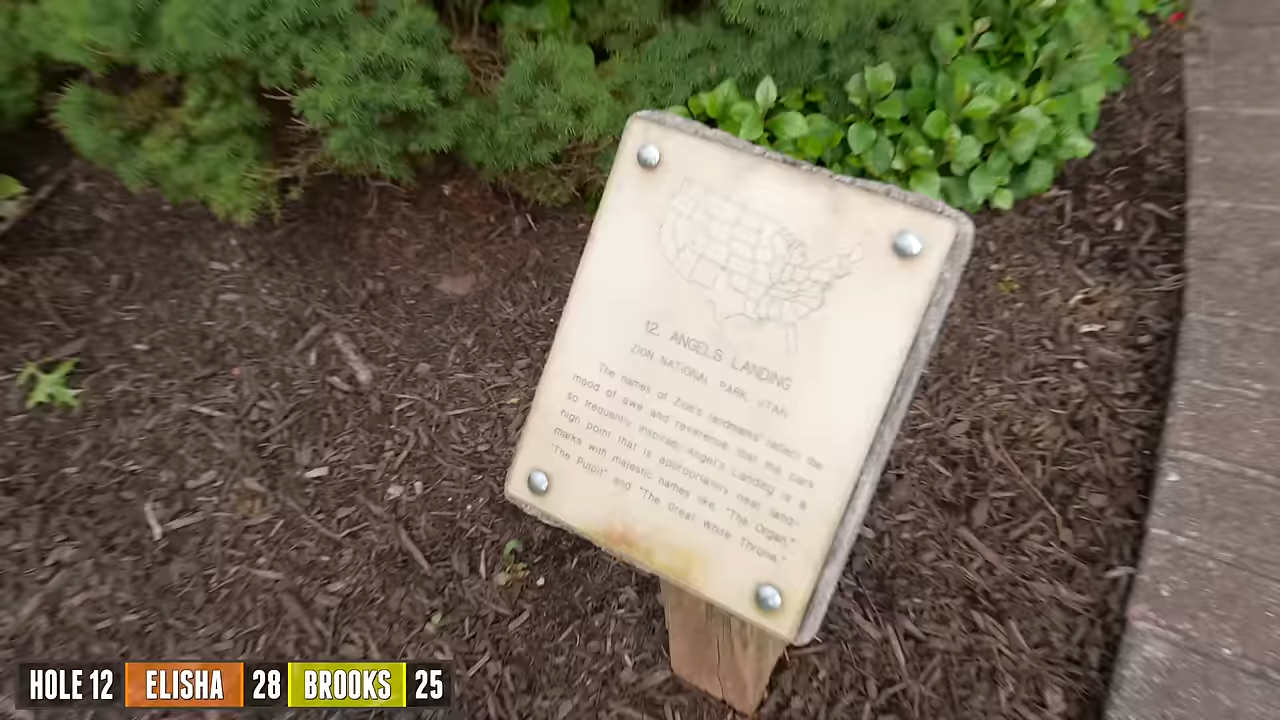 12. ANGELS LANDING
ZION NATIONAL PARK, UTAH
The names of Zion's landmarks reflect the
mood of awe and reverence that the park
so frequently inspires. Angel's Landing is a
high point that is appropriately near land-
marks with majestic names like, "The Organ,"
"The Pulpit" and "The Great White Throne."
HOLE 12 ELISHA 28 BROOKS 25